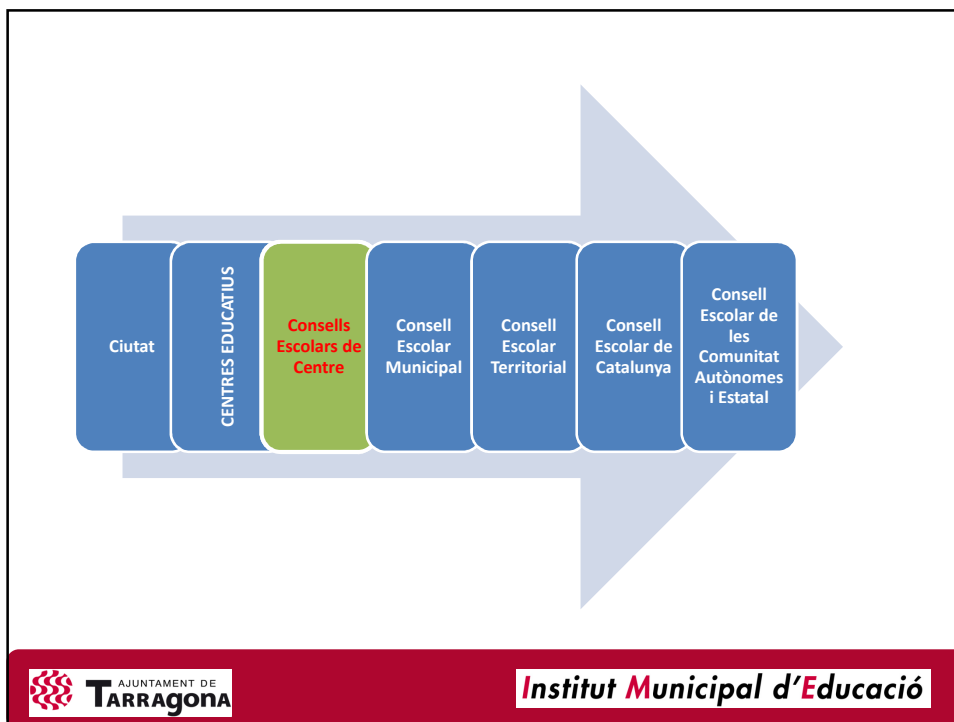 Ciutat
CENTRES EDUCATIUS
Consells
Escolars de
Centre
Consell
Escolar
Municipal
Consell
Escolar
Territorial
Consell
Escolar de
Catalunya
Consell
Escolar de
les
Comunitat
Autònomes
i Estatal
AJUNTAMENT DE
TARRAgonA
Institut Municipal d'Educació